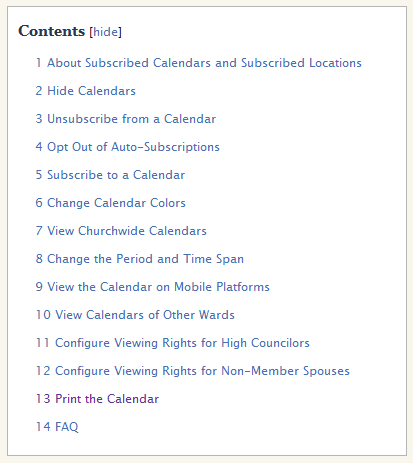 Contents [hide]
1 About Subscribed Calendars and Subscribed Locations
2 Hide Calendars
3 Unsubscribe from a Calendar
4 Opt Out of Auto-Subscriptions
5 Subscribe to a Calendar
6 Change Calendar Colors
7 View Churchwide Calendars
8 Change the Period and Time Span
9 View the Calendar on Mobile Platforms
10 View Calendars of Other Wards
11 Configure Viewing Rights for High Councilors
12 Configure Viewing Rights for Non-Member Spouses
13 Print the Calendar
14 FAQ